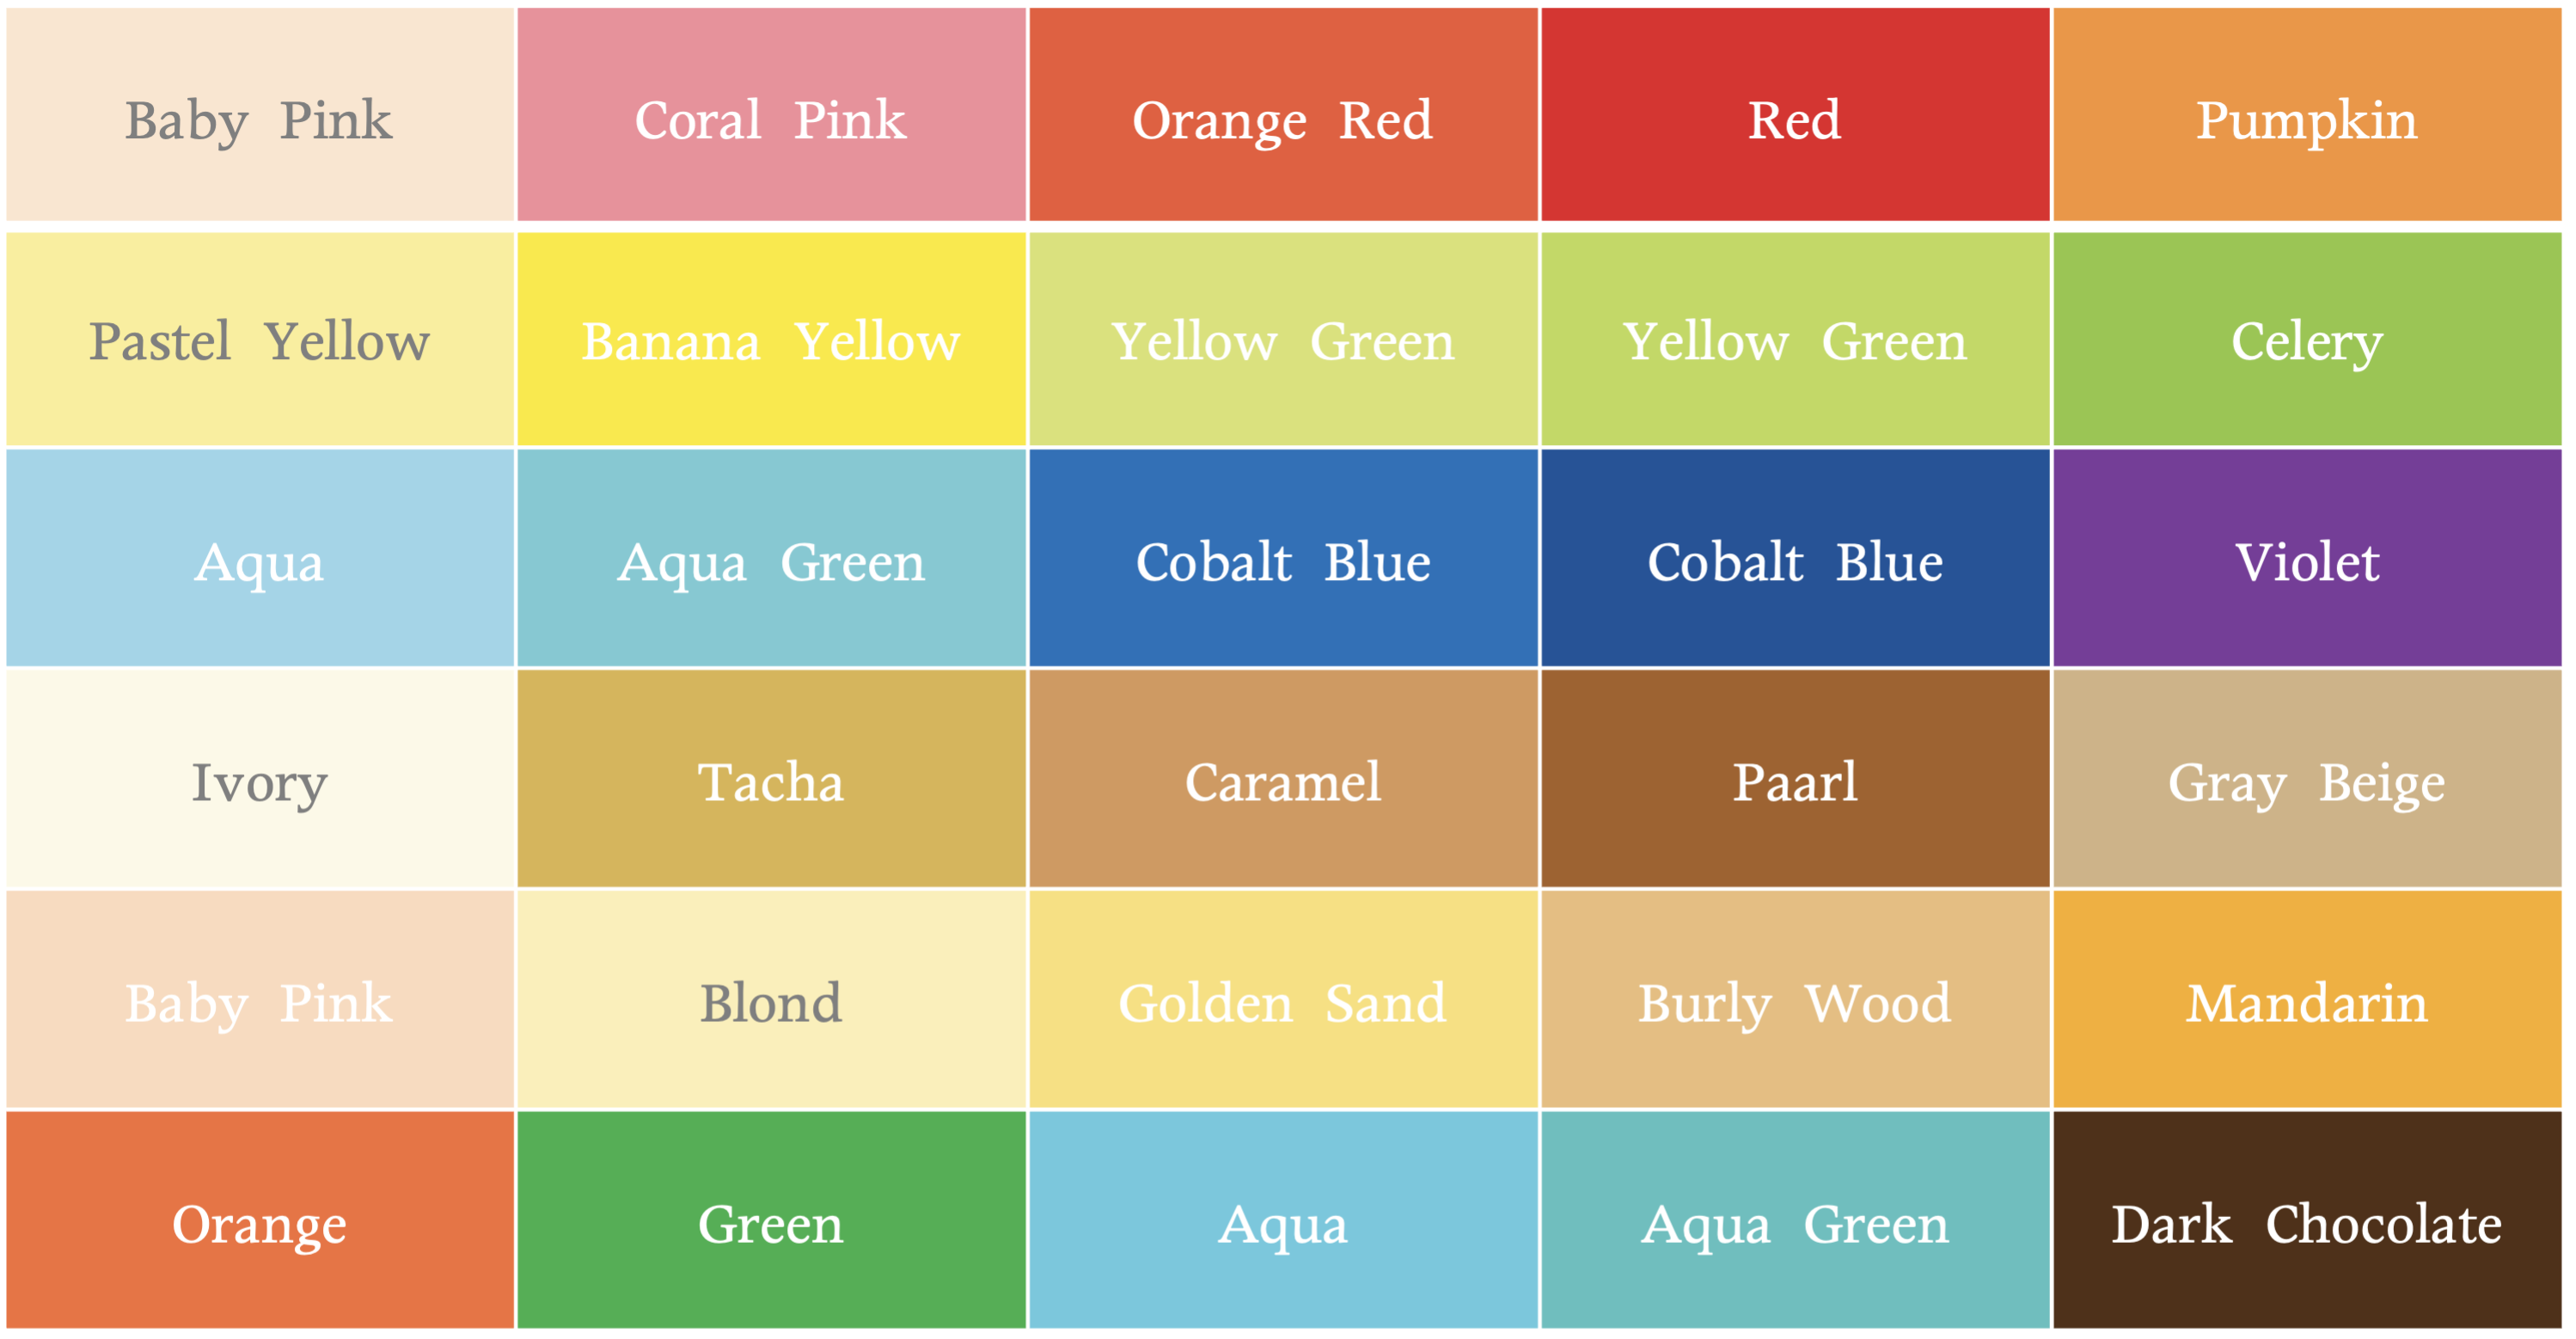 Baby Pink
Coral Pink
Orange Red
Red
Pumpkin
Pastel Yellow
Banana Yellow
Yellow Green
Yellow Green
Celery
Aqua
Aqua Green
Cobalt Blue
Cobalt Blue
Violet
Ivory
Tacha
Caramel
Paarl
Gray Beige
Baby Pink
Blond
Golden Sand
Burly Wood
Mandarin
Orange
Green
Aqua
Aqua Green
Dark Chocolate